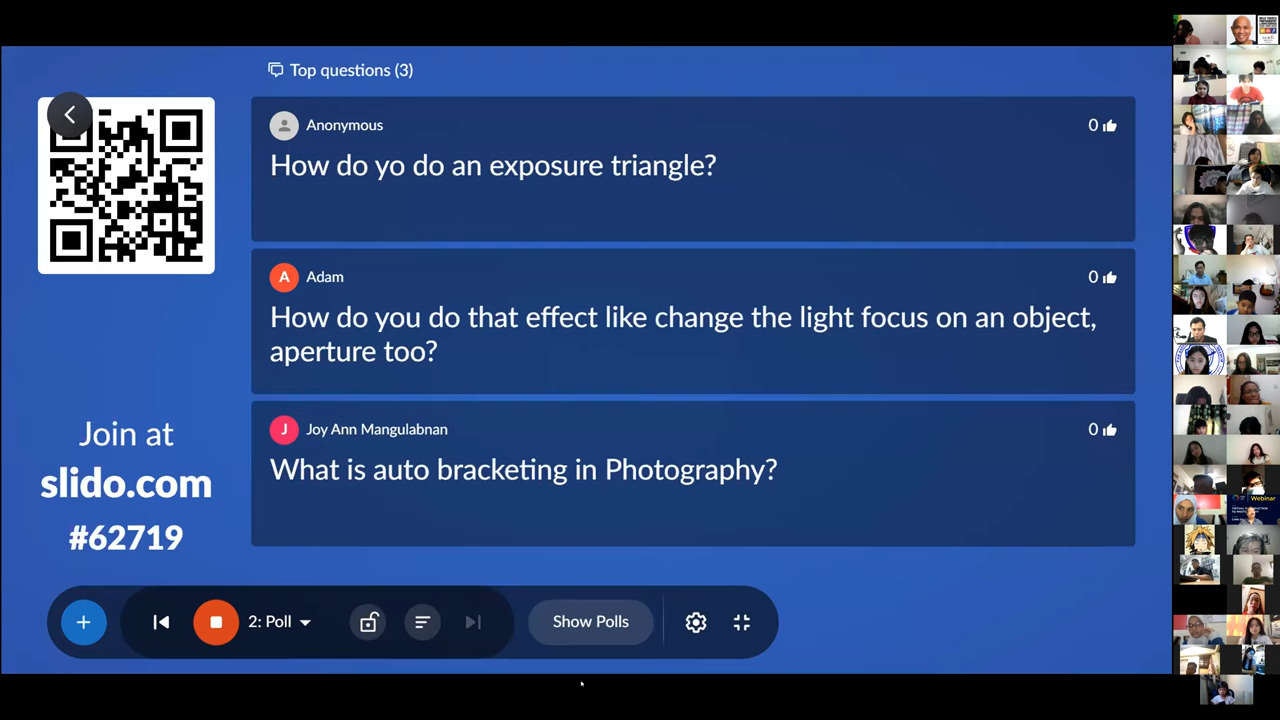 Top questions (3)
Anonymous
0
How do yo do an exposure triangle?
A
Adam
0
How do you do that effect like change the light focus on an object,
aperture too?
J
Joy Ann Mangulabnan
0
What is auto bracketing in Photography?
Join at
slido.com
#62719
2: Poll
Show Polls
Webinar